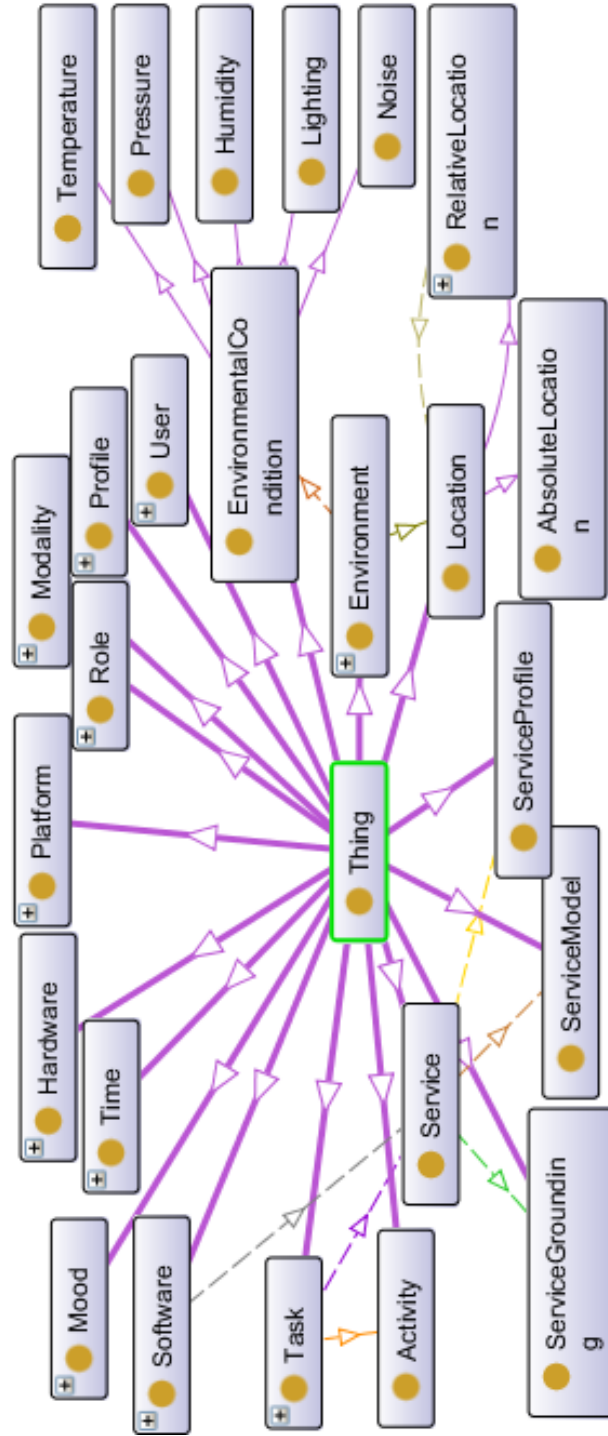 Mood
Software
Task
Activity
ServiceGroundin
g
Hardware
Time
Service
ServiceModel
Platform
Thing
ServiceProfile
Modality
Role
Profile
User
EnvironmentalCo
ndition
Environment
Location
AbsoluteLocatio
n
Temperature
Pressure
Humidity
Lighting
Noise
RelativeLocatio
n